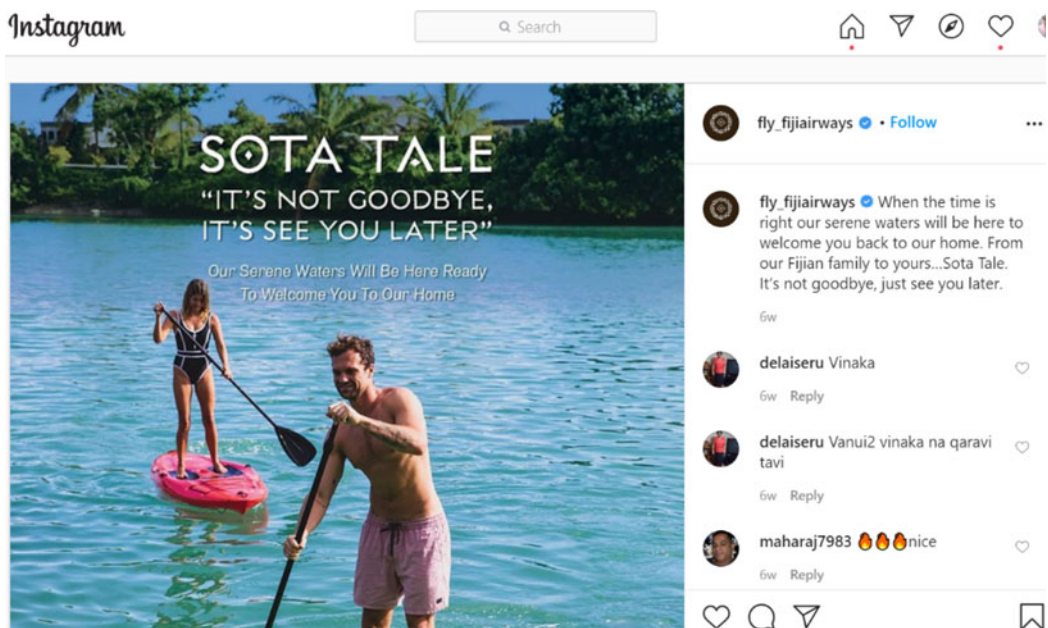 Instagram
Search
SOTA TALE
“IT’S NOT GOODBYE,
IT’S SEE YOU LATER”
Our Serene Waters Will Be Here Ready
To Welcome You To Our Home
fly_fijiairways • Follow
fly_fijiairways When the time is
right our serene waters will be here to
welcome you back to our home. From
our Fijian family to yours...Sota Tale.
It's not goodbye, just see you later.
6w
delaiseru Vinaka
6w Reply
delaiseru Vanui2 vinaka na qaravi
tavi
6w Reply
maharaj7983 🔥🔥🔥nice
6w Reply